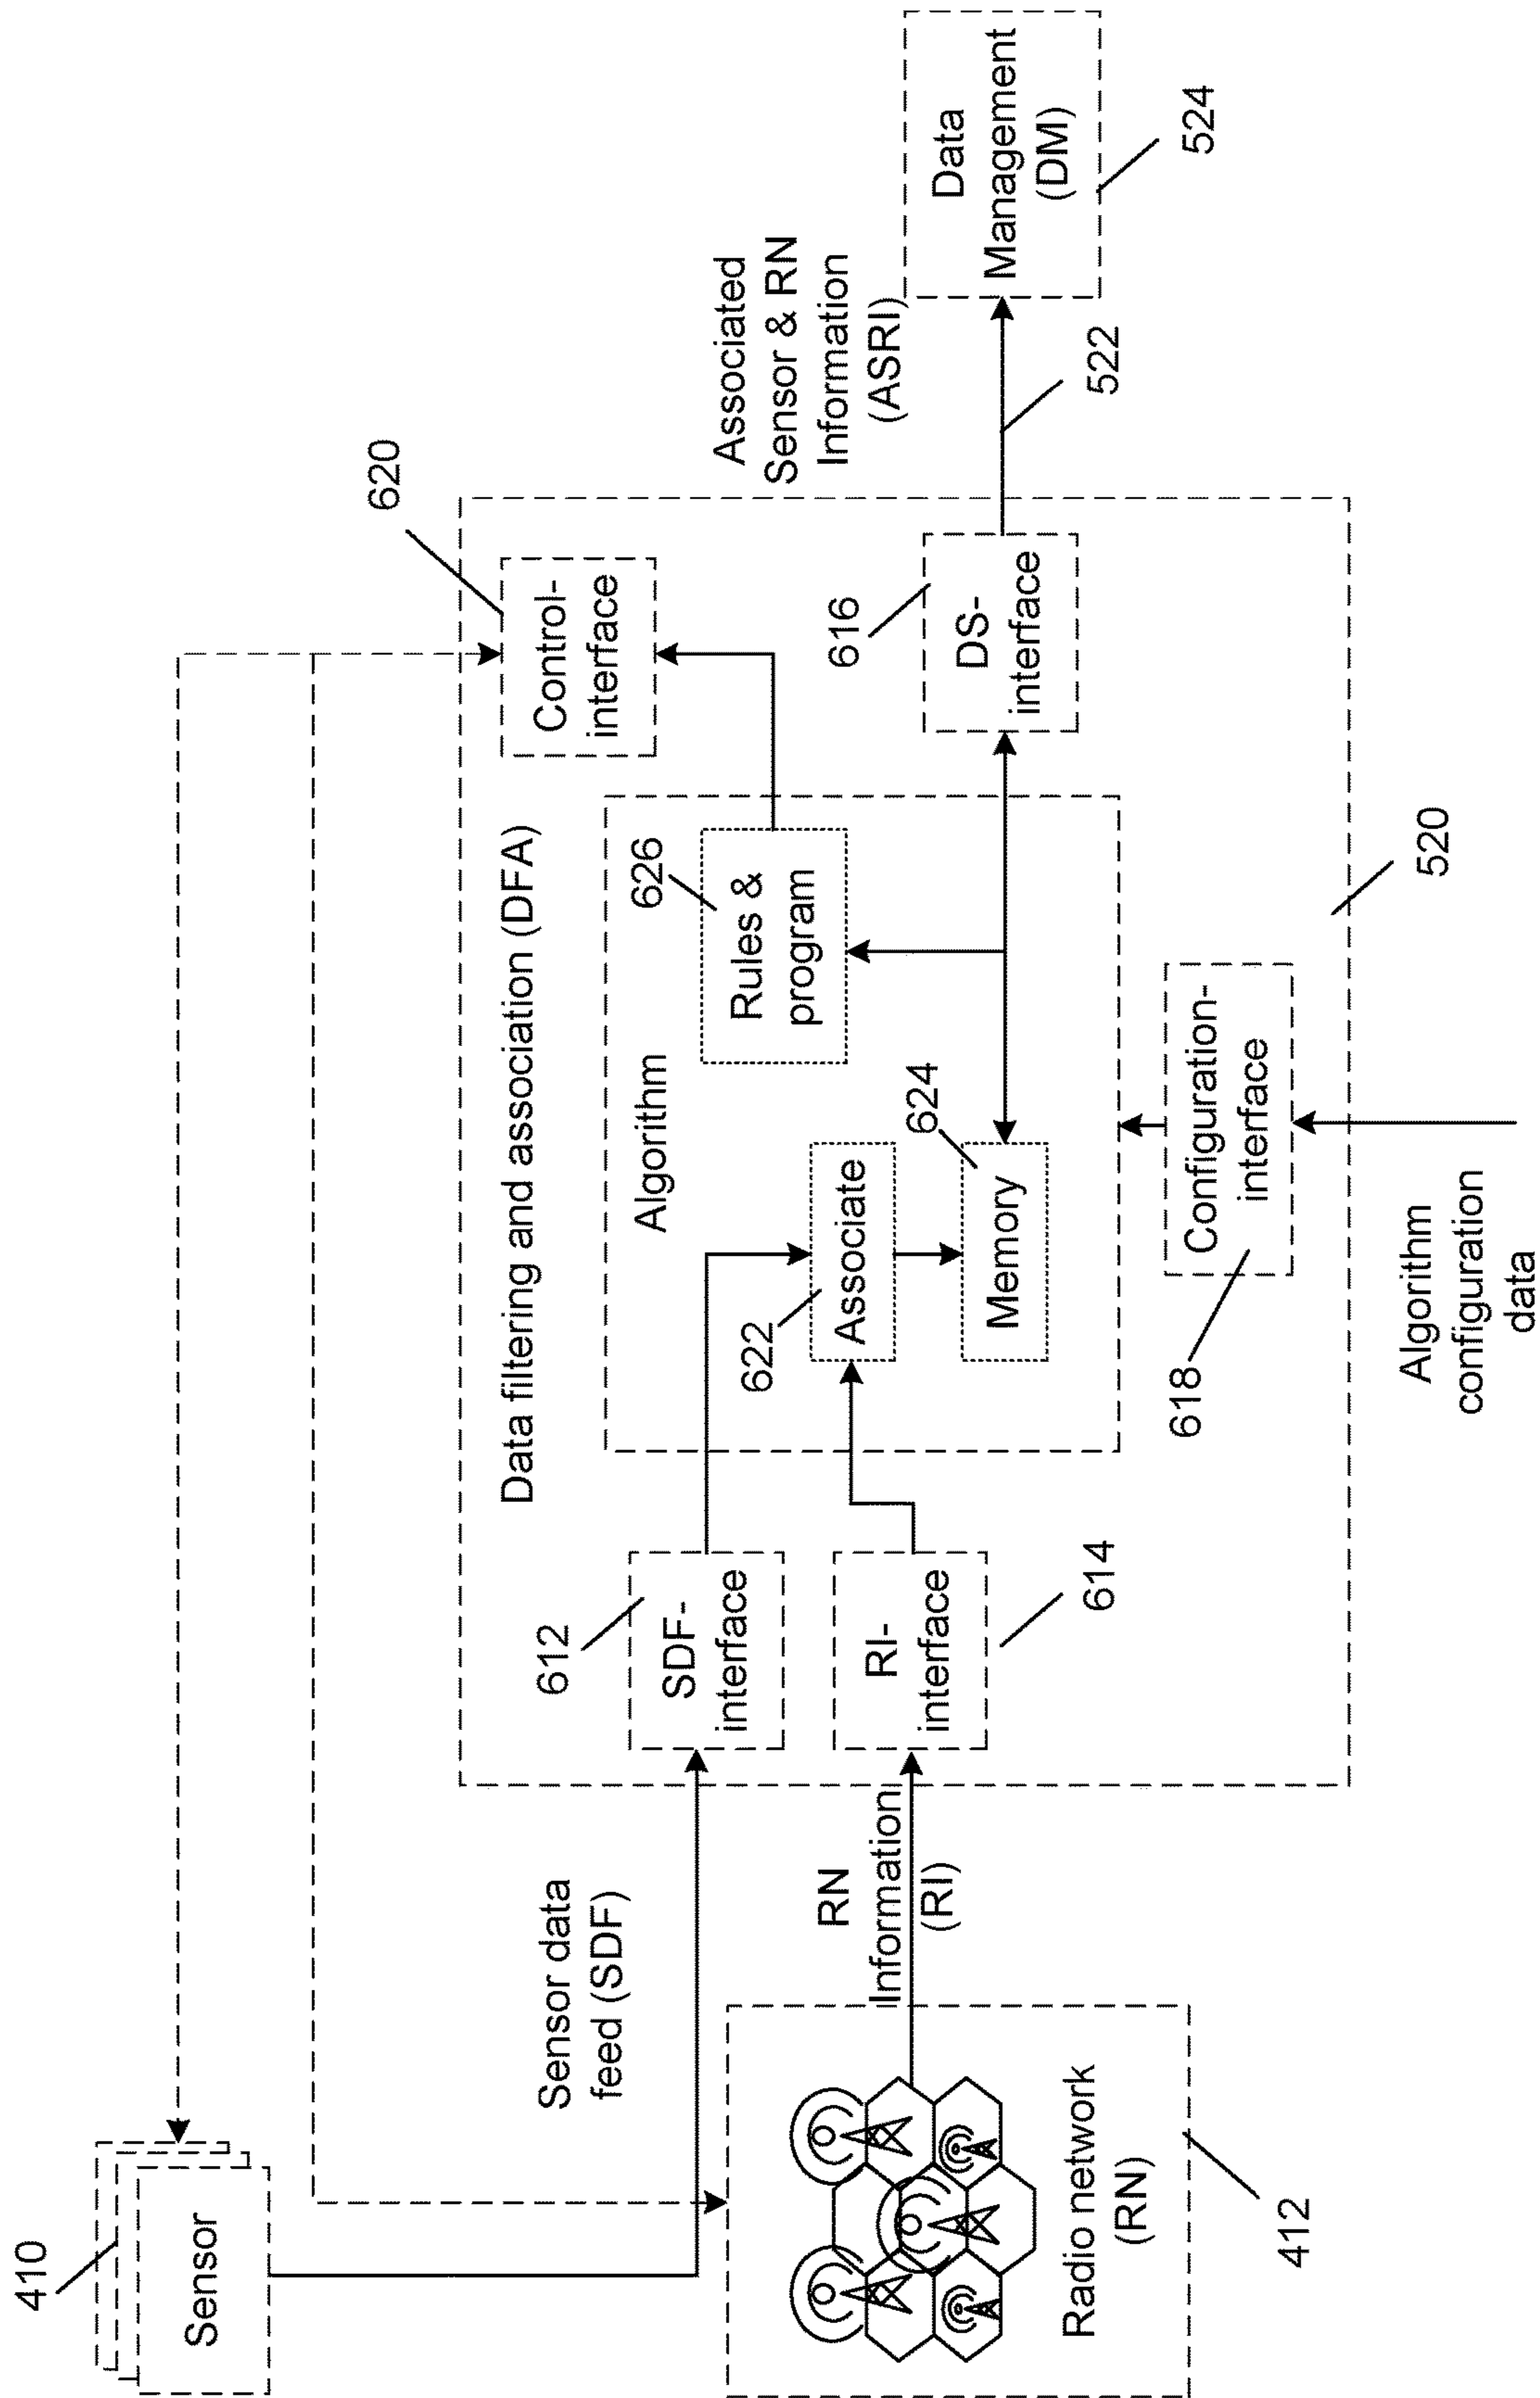 410
Sensor
620
Control-
interface
Data filtering and association (DFA)
Sensor data
feed (SDF)
612
SDF-
interface
Algorithm
626
Rules &
program
Associated
Sensor & RN
Information
(ASRI)
622
Associate
616
DS-
interface
Data
Management
(DM)
524
522
RN
Information
(RI)
RI-
interface
614
624
Memory
Radio network
(RN)
412
618
Configuration-
interface
520
Algorithm
configuration
data